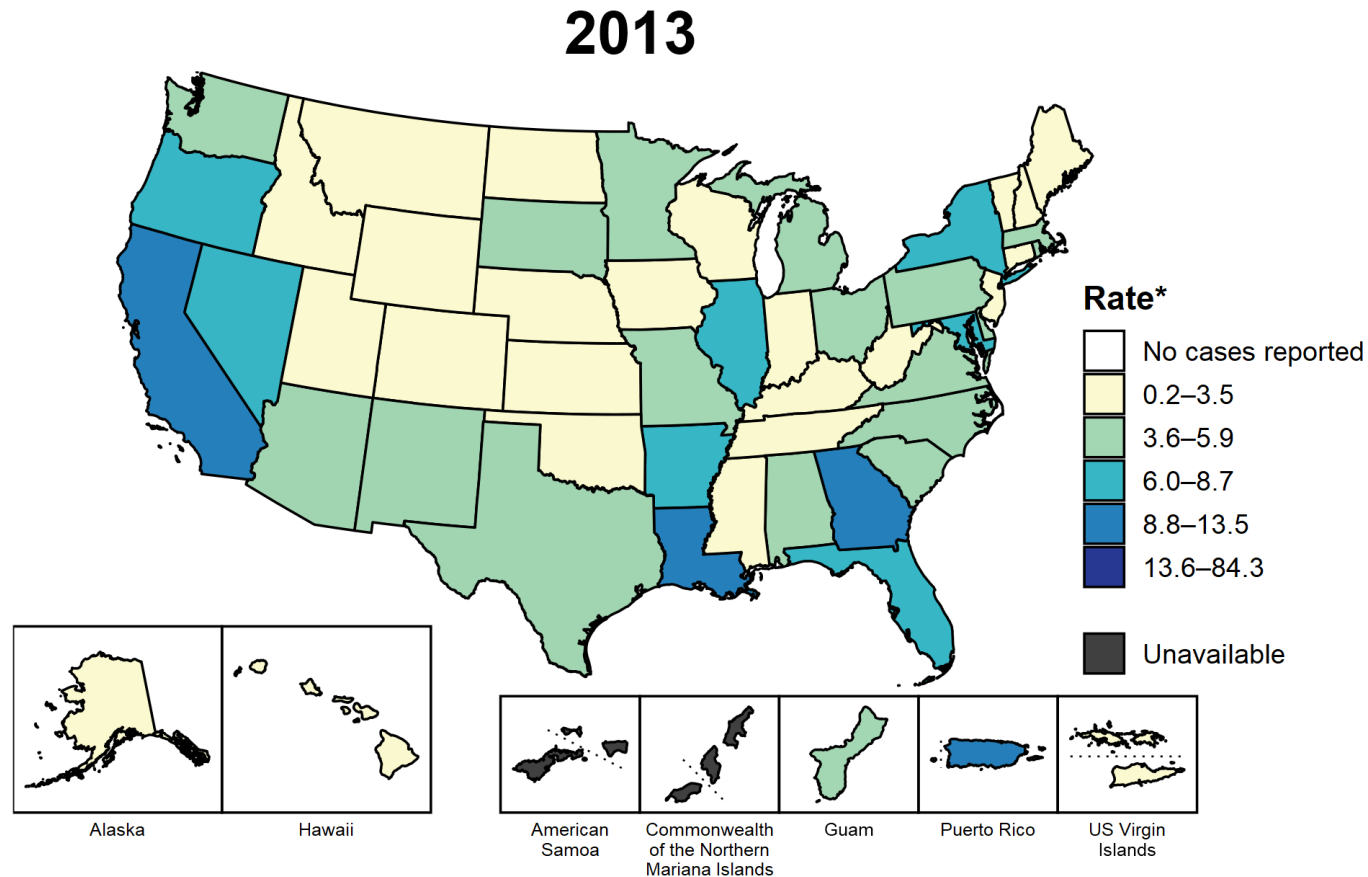 2013
Rate*
No cases reported
0.2–3.5
3.6–5.9
6.0–8.7
8.8–13.5
13.6–84.3
Unavailable
Alaska
Hawaii
American
Samoa
Commonwealth
of the Northern
Mariana Islands
Guam
Puerto Rico
US Virgin
Islands